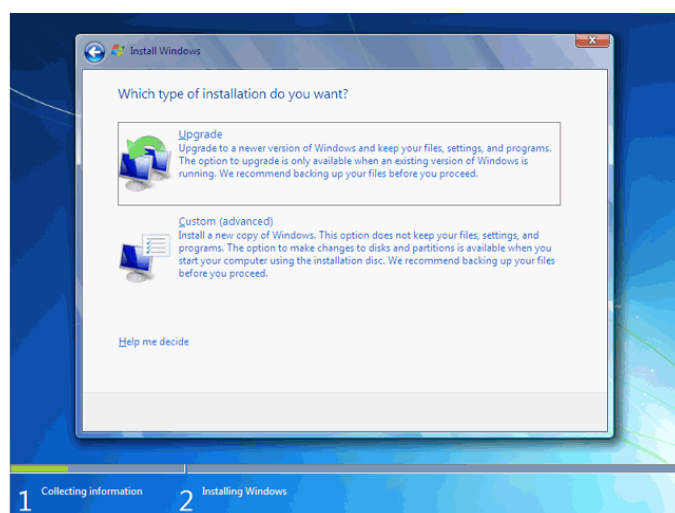 Install Windows
Which type of installation do you want?
Upgrade
Upgrade to a newer version of Windows and keep your files, settings, and programs.
The option to upgrade is only available when an existing version of Windows is
running. We recommend backing up your files before you proceed.
Custom (advanced)
Install a new copy of Windows. This option does not keep your files, settings, and
programs. The option to make changes to disks and partitions is available when you
start your computer using the installation disc. We recommend backing up your files
before you proceed.
Help me decide
1 Collecting information 2 Installing Windows